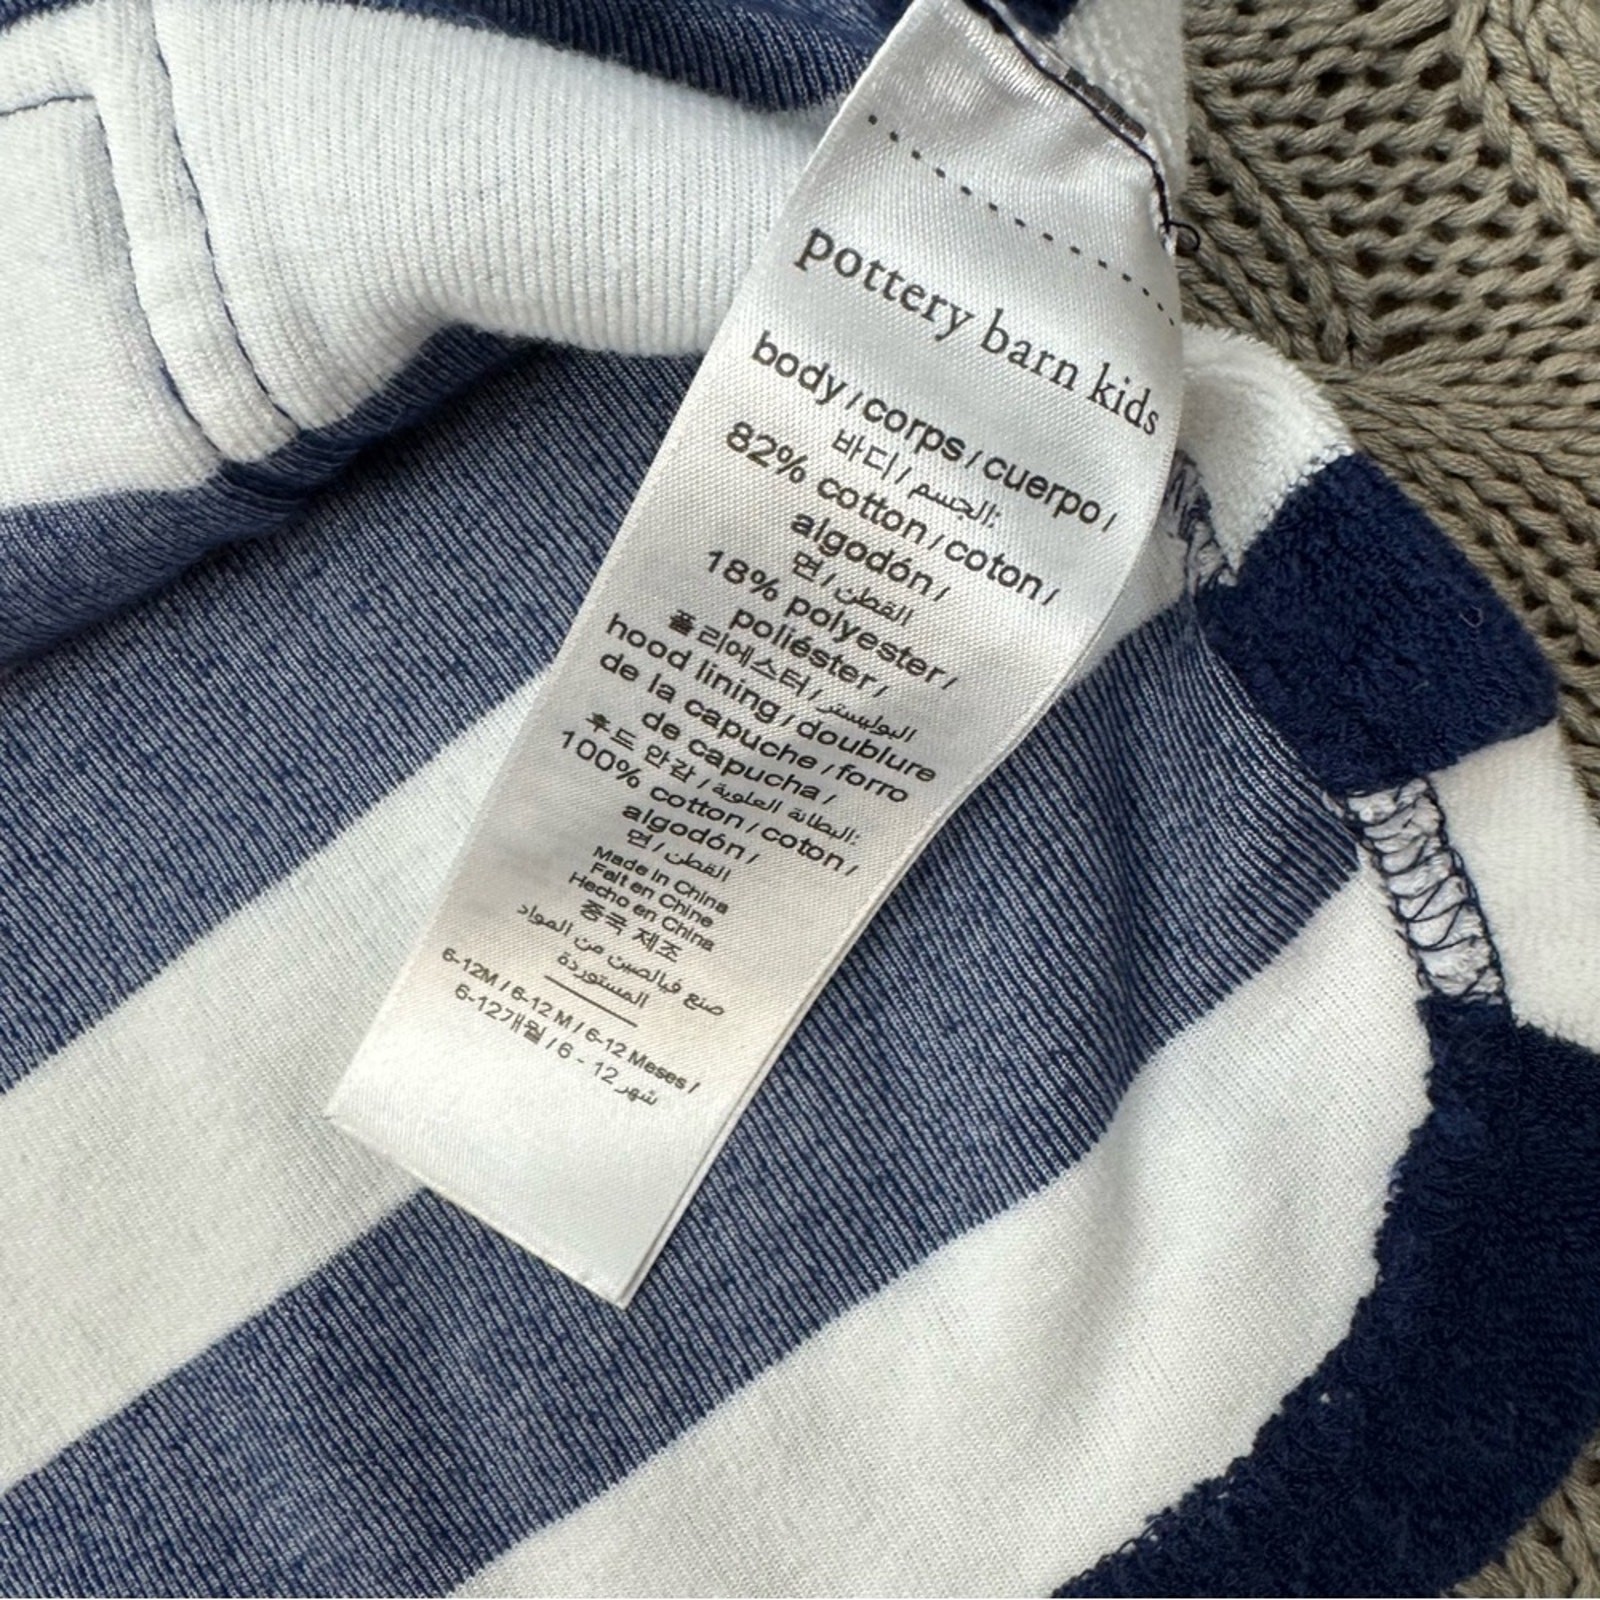 pottery barn kids
body / corps / cuerpo /
바디 / الجسم:
82% cotton / coton /
algodón /
면 / القطن
18% polyester /
poliéster /
폴리에스터 / البوليستر
hood lining / doublure
de la capuche / forro
de capucha /
후드 안감 / البطانة العلوية:
100% cotton / coton /
algodón /
면 / القطن
Made in China
Fait en Chine
Hecho en China
중국 제조
صنع فيالصين من المواد
المستوردة
6-12M / 6-12 M / 6-12 Meses /
6-12개월 / 6 - 12 شهر